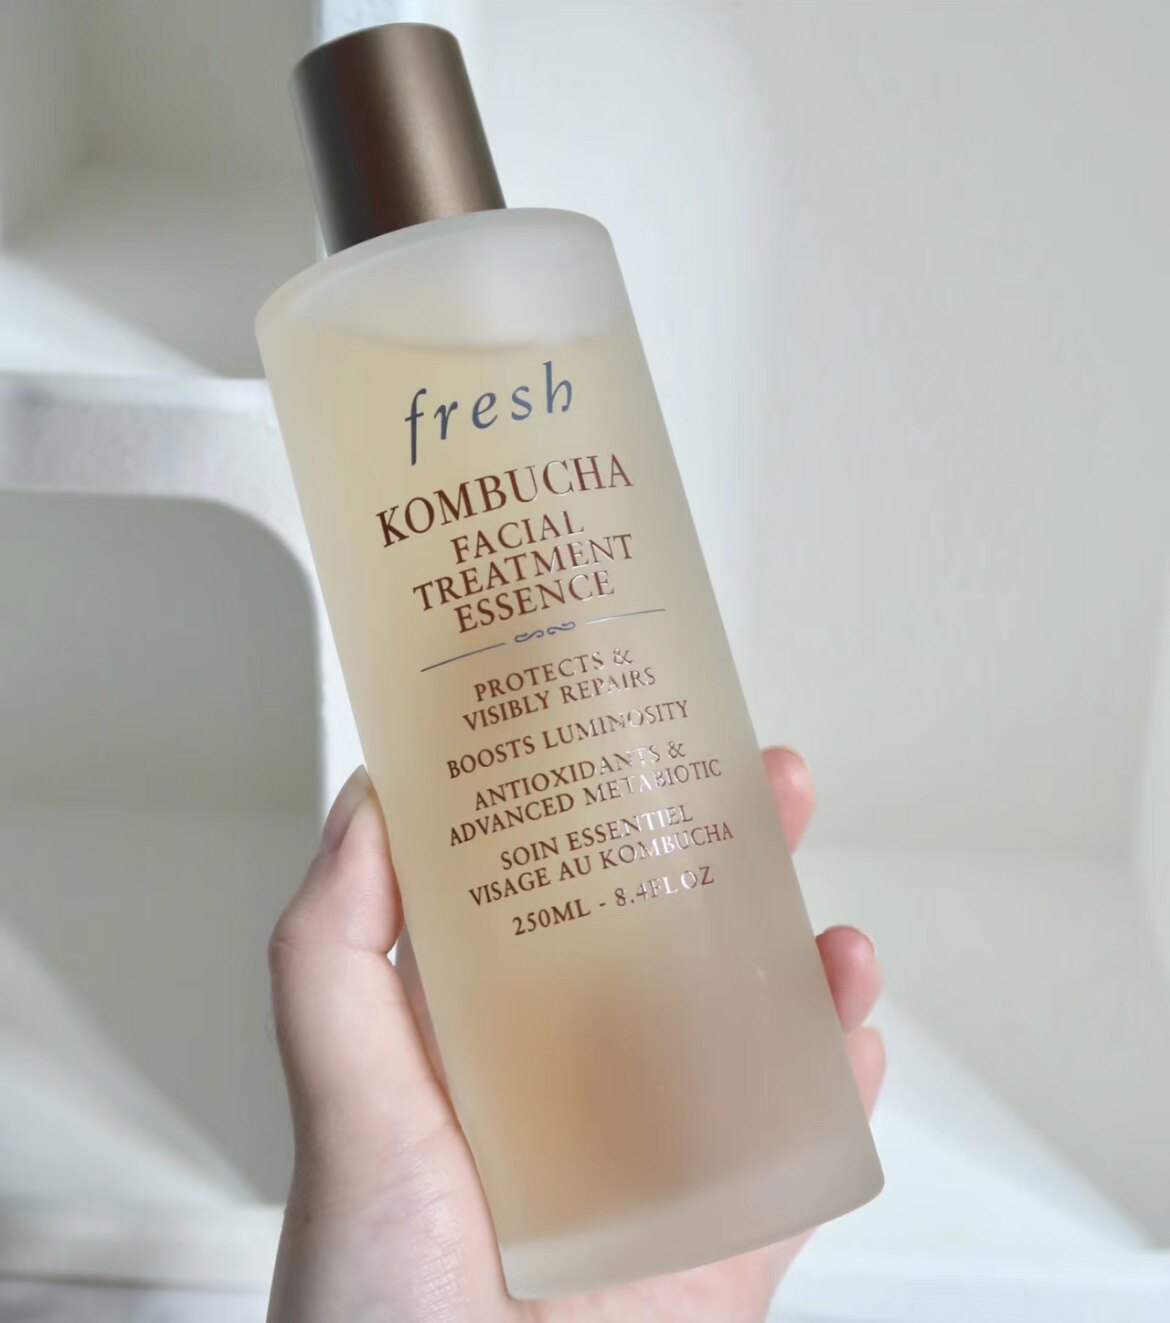 fresh
KOMBUCHA
FACIAL
TREATMENT
ESSENCE
PROTECTS &
VISIBLY REPAIRS
BOOSTS LUMINOSITY
ANTIOXIDANTS &
ADVANCED METABIOTIC
SOIN ESSENTIEL
VISAGE AU KOMBUCHA
250ML - 8.4FL OZ